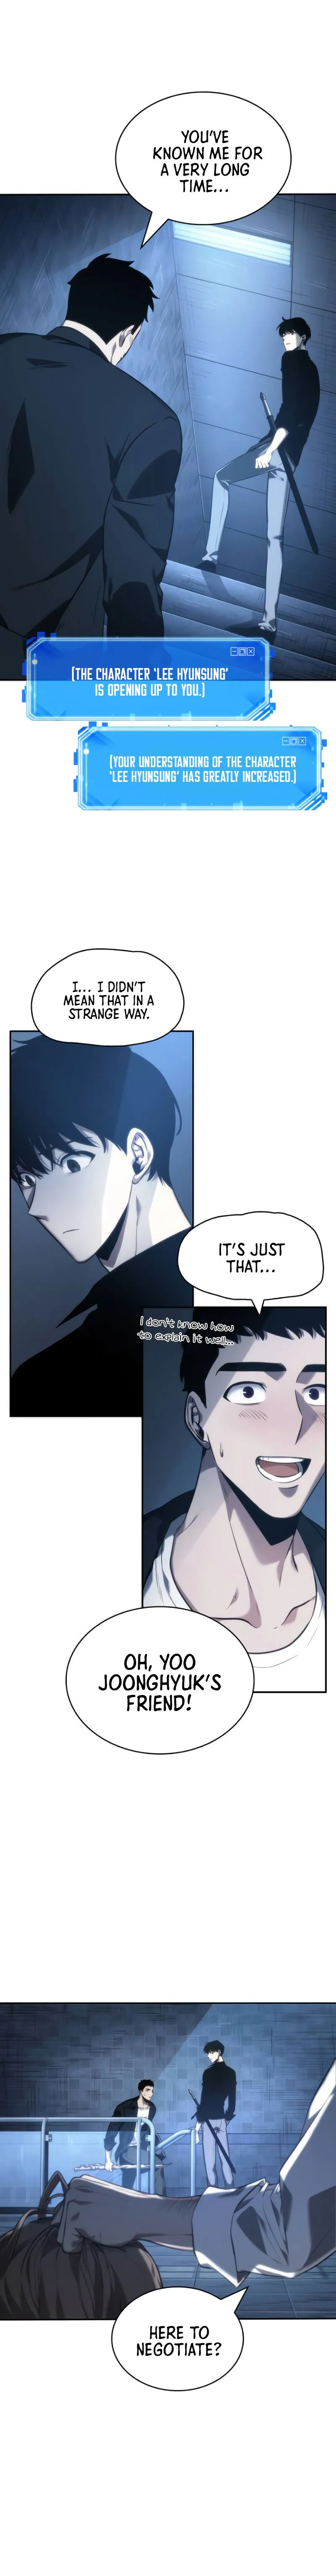 YOU'VE
KNOWN ME FOR
A VERY LONG
TIME...
[THE CHARACTER 'LEE HYUNSUNG'
IS OPENING UP TO YOU.]
[YOUR UNDERSTANDING OF THE CHARACTER
'LEE HYUNSUNG' HAS GREATLY INCREASED.]
I... I DIDN'T
MEAN THAT IN A
STRANGE WAY.
IT'S JUST
THAT...
I don't know how
to explain it well...
OH, YOO
JOONGHYUK'S
FRIEND!
HERE TO
NEGOTIATE?